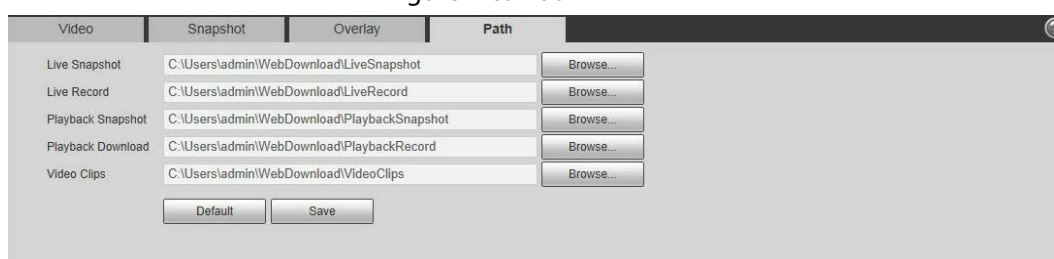 Video Snapshot Overlay Path
Live Snapshot C:\Users\admin\WebDownload\LiveSnapshot Browse...
Live Record C:\Users\admin\WebDownload\LiveRecord Browse...
Playback Snapshot C:\Users\admin\WebDownload\PlaybackSnapshot Browse...
Playback Download C:\Users\admin\WebDownload\PlaybackRecord Browse...
Video Clips C:\Users\admin\WebDownload\VideoClips Browse...
Default Save